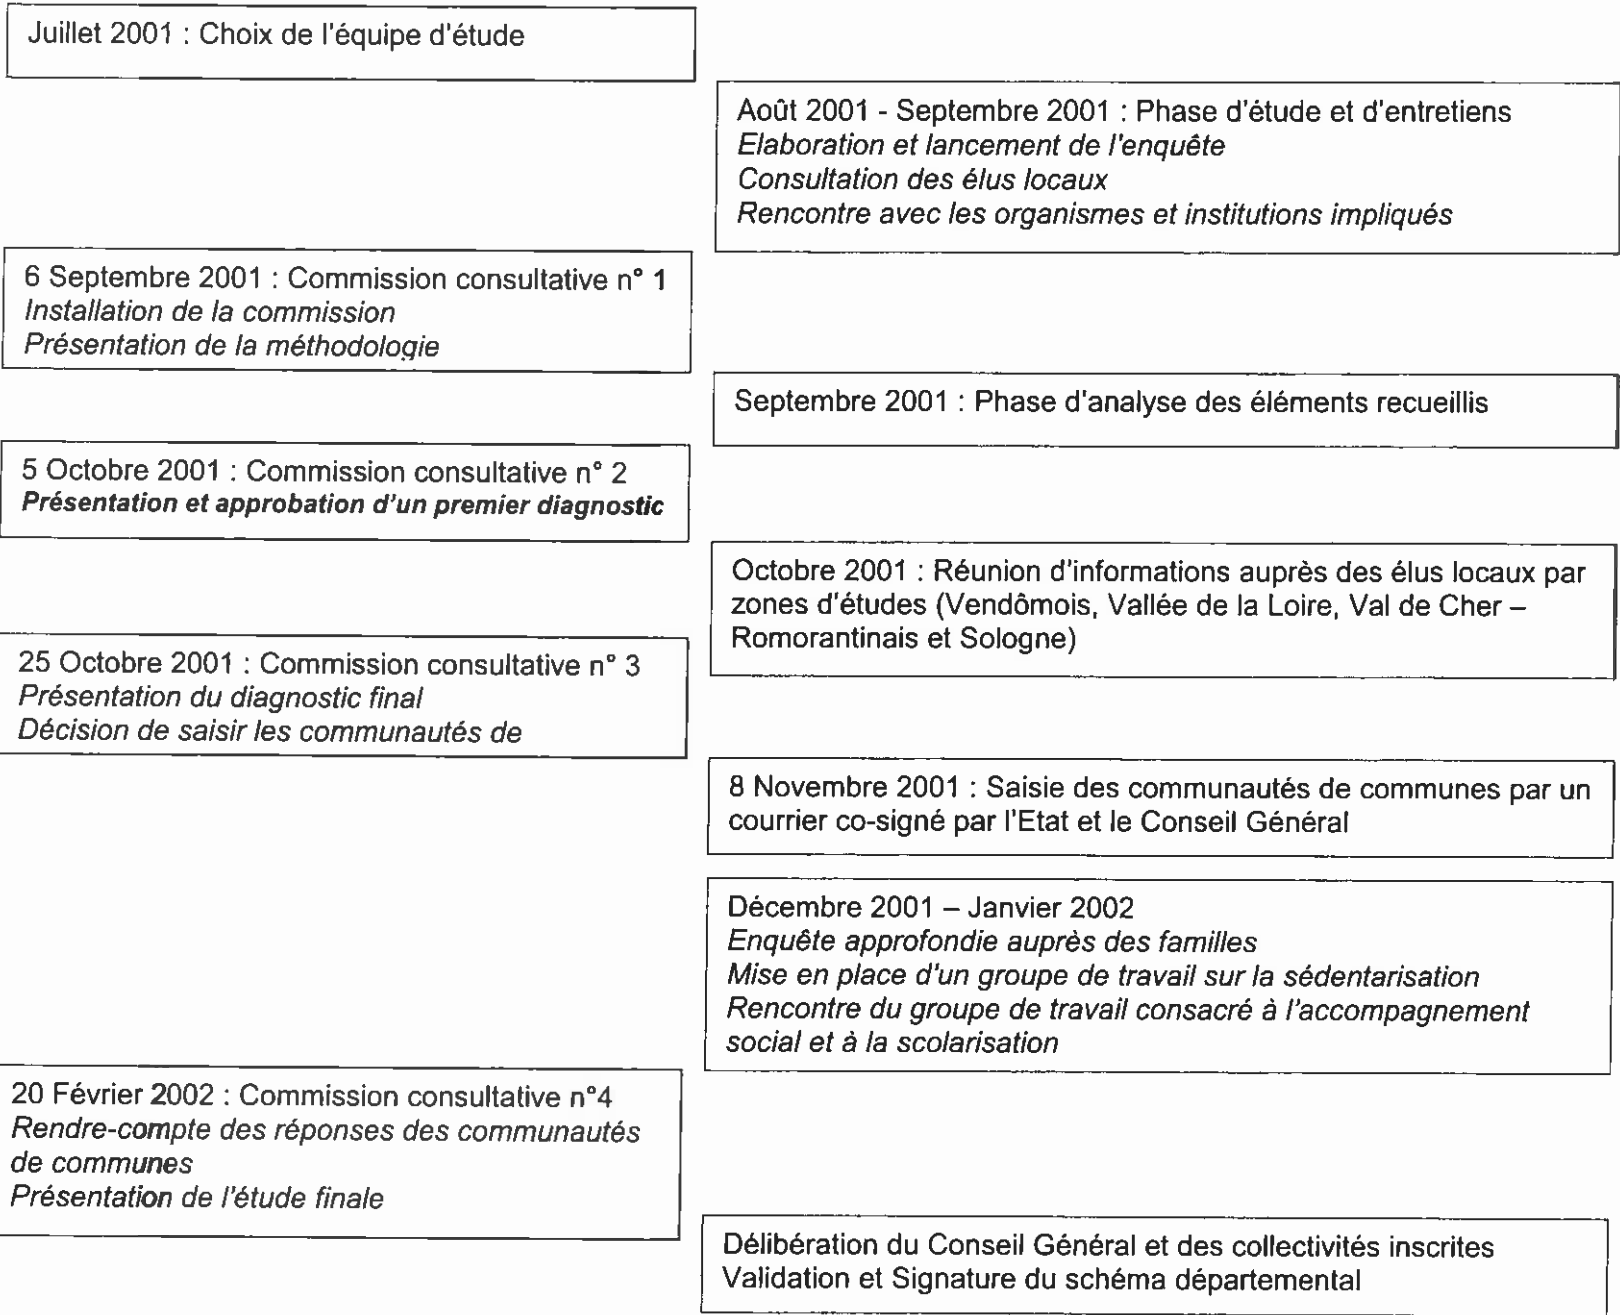 Juillet 2001 : Choix de l'équipe d'étude
Août 2001 - Septembre 2001 : Phase d'étude et d'entretiens
Elaboration et lancement de l'enquête
Consultation des élus locaux
Rencontre avec les organismes et institutions impliqués
6 Septembre 2001 : Commission consultative n° 1
Installation de la commission
Présentation de la méthodologie
Septembre 2001 : Phase d'analyse des éléments recueillis
5 Octobre 2001 : Commission consultative n° 2
Présentation et approbation d'un premier diagnostic
Octobre 2001 : Réunion d'informations auprès des élus locaux par
zones d'études (Vendômois, Vallée de la Loire, Val de Cher –
Romorantinais et Sologne)
25 Octobre 2001 : Commission consultative n° 3
Présentation du diagnostic final
Décision de saisir les communautés de
8 Novembre 2001 : Saisie des communautés de communes par un
courrier co-signé par l'Etat et le Conseil Général
Décembre 2001 – Janvier 2002
Enquête approfondie auprès des familles
Mise en place d'un groupe de travail sur la sédentarisation
Rencontre du groupe de travail consacré à l'accompagnement
social et à la scolarisation
20 Février 2002 : Commission consultative n°4
Rendre-compte des réponses des communautés
de communes
Présentation de l'étude finale
Délibération du Conseil Général et des collectivités inscrites
Validation et Signature du schéma départemental